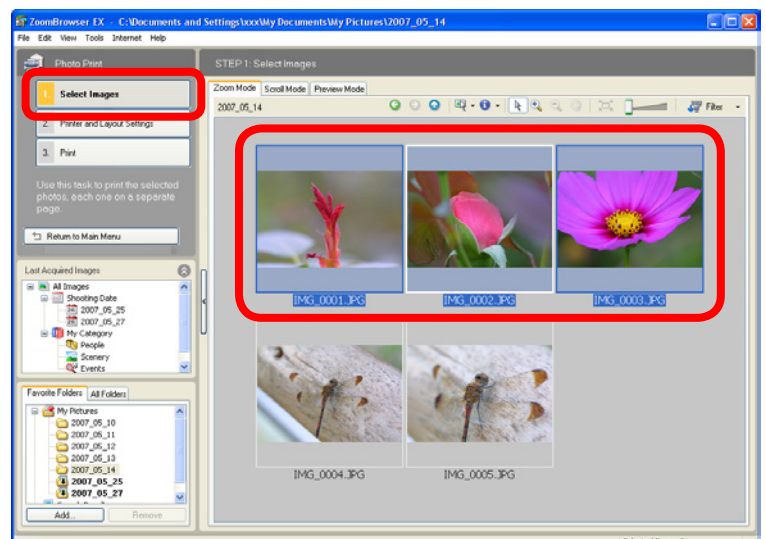 ZoomBrowser EX - C:\Documents and Settings\xxx\My Documents\My Pictures\2007_05_14
File Edit View Tools Internet Help
Photo Print
STEP 1: Select Images
1. Select Images
2. Printer and Layout Settings
3. Print
Use this task to print the selected
photos, each one on a separate
page.
Return to Main Menu
Zoom Mode Scroll Mode Preview Mode
2007_05_14
Filter
IMG_0001.JPG IMG_0002.JPG IMG_0003.JPG
IMG_0004.JPG IMG_0005.JPG
Last Acquired Images
All Images
Shooting Date
2007_05_25
2007_05_27
My Category
People
Scenery
Events
Favorite Folders All Folders
My Pictures
2007_05_10
2007_05_11
2007_05_12
2007_05_13
2007_05_14
2007_05_25
2007_05_27
Add... Remove